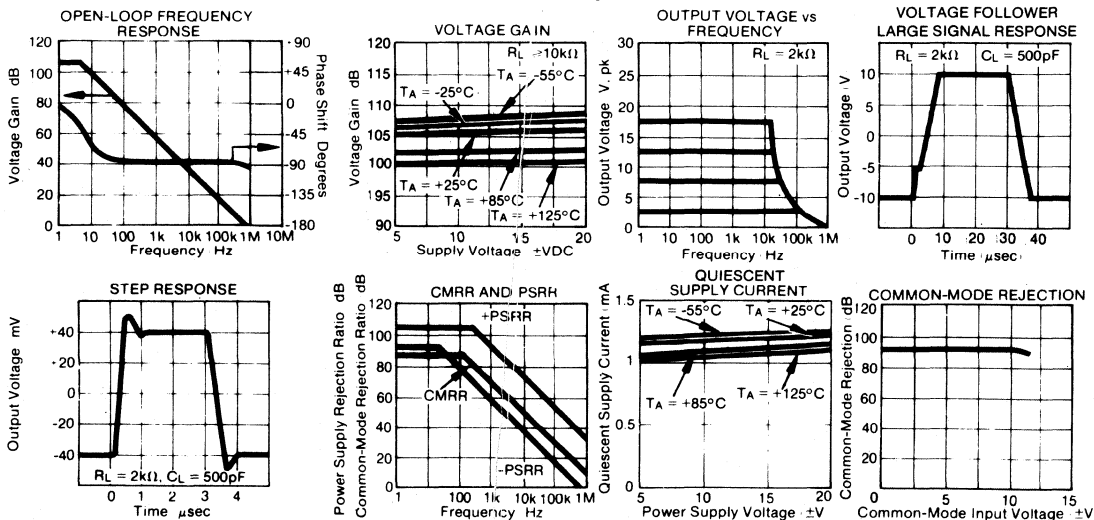 OPEN-LOOP FREQUENCY
RESPONSE
Voltage Gain dB
120
100
80
60
40
20
0
+90
+45
0
-45
-90
-135
-180
Phase Shift Degrees
1 10 100 1k 10k 100k 1M 10M
Frequency Hz
VOLTAGE GAIN
Voltage Gain dB
120
115
110
105
100
95
90
RL ≥10kΩ
TA = -55°C
TA = -25°C
TA = +25°C
TA = +85°C
TA = +125°C
5 10 15 20
Supply Voltage ±VDC
OUTPUT VOLTAGE vs
FREQUENCY
Output Voltage V, pk
30
25
20
15
10
5
0
RL = 2kΩ
1 10 100 1k 10k 100k 1M
Frequency Hz
VOLTAGE FOLLOWER
LARGE SIGNAL RESPONSE
RL = 2kΩ CL = 500pF
Output Voltage V
10
5
0
-5
-10
0 10 20 30 40
Time (μsec)
STEP RESPONSE
Output Voltage mV
+40
+20
0
-20
-40
RL = 2kΩ, CL = 500pF
0 1 2 3 4
Time μsec
CMRR AND PSRR
Power Supply Rejection Ratio dB
Common-Mode Rejection Ratio dB
120
100
80
60
40
20
0
+PSRR
CMRR
-PSRR
1 10 100 1k 10k 100k 1M
Frequency Hz
QUIESCENT
SUPPLY CURRENT
Quiescent Supply Current mA
1.5
1
0.5
0
TA = -55°C
TA = +25°C
TA = +85°C
TA = +125°C
5 10 15 20
Power Supply Voltage ±V
COMMON-MODE REJECTION
Common-Mode Rejection dB
120
100
80
60
40
20
0 5 10 15
Common-Mode Input Voltage ±V